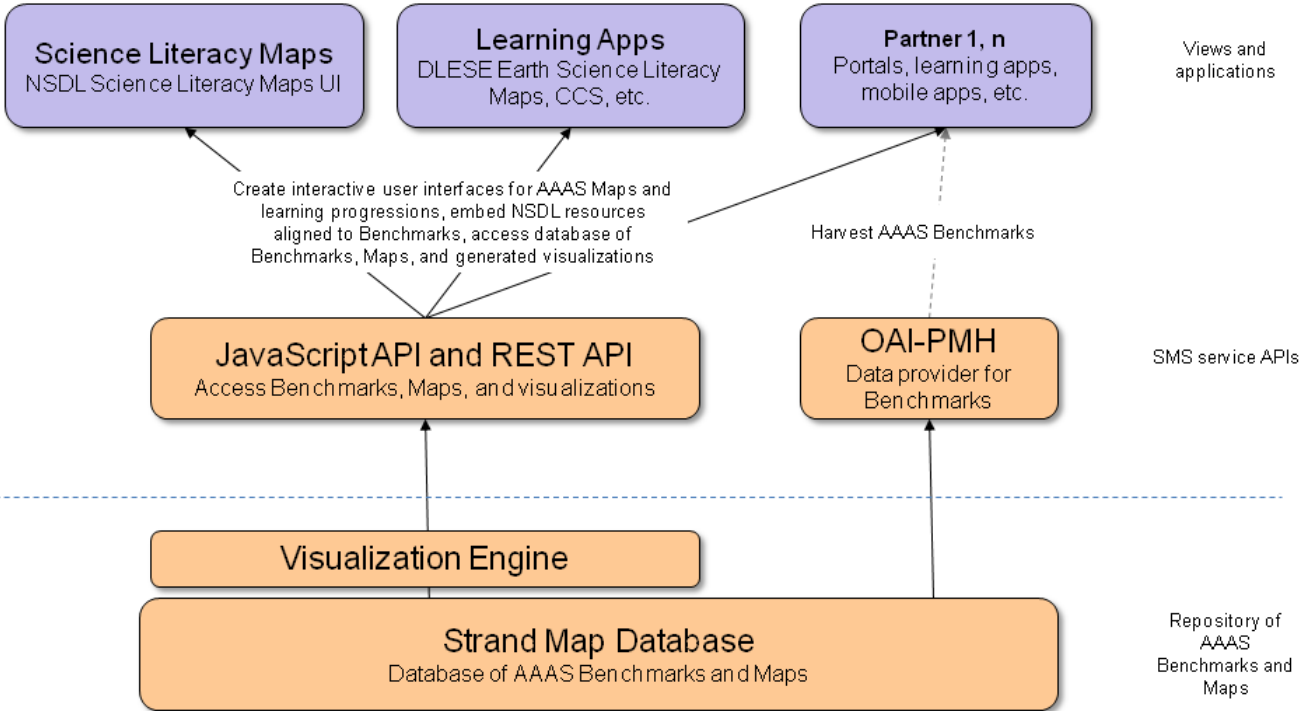 Science Literacy Maps
NSDL Science Literacy Maps UI
Learning Apps
DLESE Earth Science Literacy
Maps, CCS, etc.
Partner 1, n
Portals, learning apps,
mobile apps, etc.
Views and
applications
Create interactive user interfaces for AAAS Maps and
learning progressions, embed NSDL resources
aligned to Benchmarks, access database of
Benchmarks, Maps, and generated visualizations
Harvest AAAS Benchmarks
JavaScript API and REST API
Access Benchmarks, Maps, and visualizations
OAI-PMH
Data provider for
Benchmarks
SMS service APIs
Visualization Engine
Strand Map Database
Database of AAAS Benchmarks and Maps
Repository of
AAAS
Benchmarks and
Maps